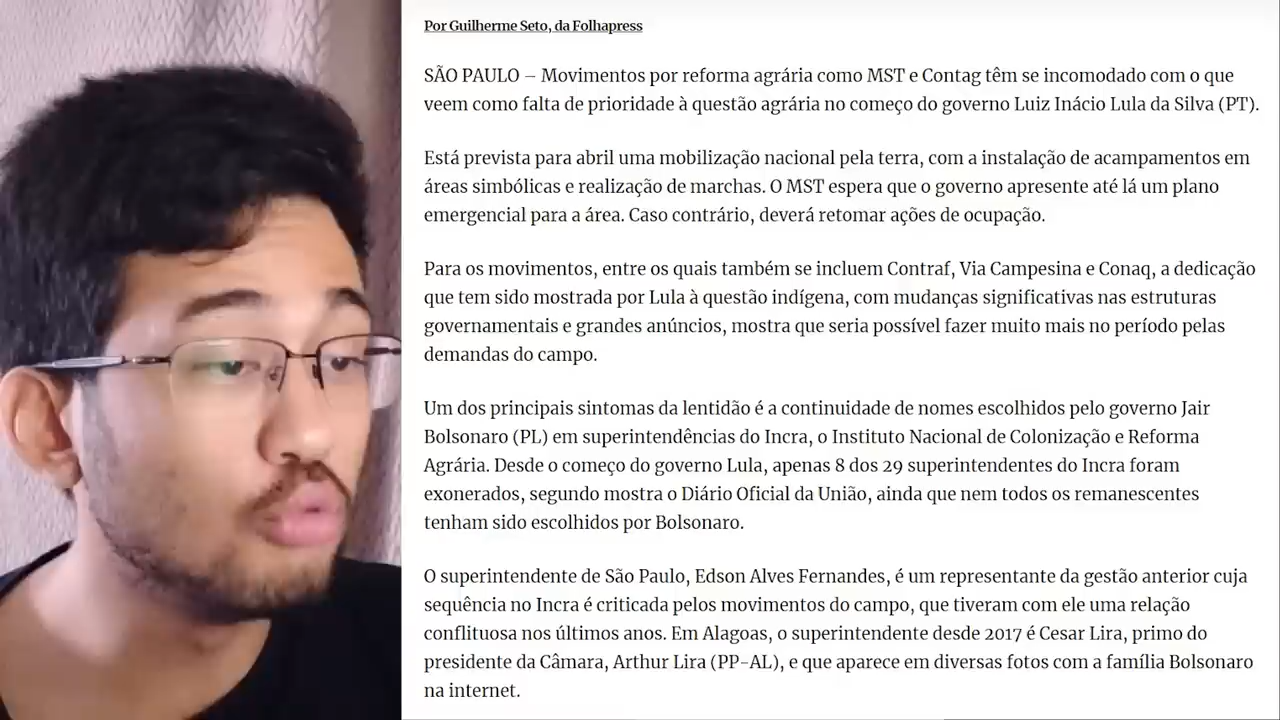 Por Guilherme Seto, da Folhapress
SÃO PAULO – Movimentos por reforma agrária como MST e Contag têm se incomodado com o que
veem como falta de prioridade à questão agrária no começo do governo Luiz Inácio Lula da Silva (PT).
Está prevista para abril uma mobilização nacional pela terra, com a instalação de acampamentos em
áreas simbólicas e realização de marchas. O MST espera que o governo apresente até lá um plano
emergencial para a área. Caso contrário, deverá retomar ações de ocupação.
Para os movimentos, entre os quais também se incluem Contraf, Via Campesina e Conaq, a dedicação
que tem sido mostrada por Lula à questão indígena, com mudanças significativas nas estruturas
governamentais e grandes anúncios, mostra que seria possível fazer muito mais no período pelas
demandas do campo.
Um dos principais sintomas da lentidão é a continuidade de nomes escolhidos pelo governo Jair
Bolsonaro (PL) em superintendências do Incra, o Instituto Nacional de Colonização e Reforma
Agrária. Desde o começo do governo Lula, apenas 8 dos 29 superintendentes do Incra foram
exonerados, segundo mostra o Diário Oficial da União, ainda que nem todos os remanescentes
tenham sido escolhidos por Bolsonaro.
O superintendente de São Paulo, Edson Alves Fernandes, é um representante da gestão anterior cuja
sequência no Incra é criticada pelos movimentos do campo, que tiveram com ele uma relação
conflituosa nos últimos anos. Em Alagoas, o superintendente desde 2017 é Cesar Lira, primo do
presidente da Câmara, Arthur Lira (PP-AL), e que aparece em diversas fotos com a família Bolsonaro
na internet.